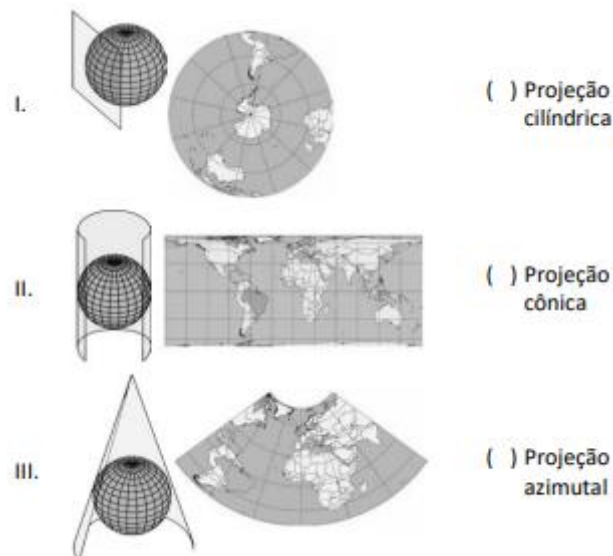 I.
( ) Projeção
cilíndrica
II.
( ) Projeção
cônica
III.
( ) Projeção
azimutal